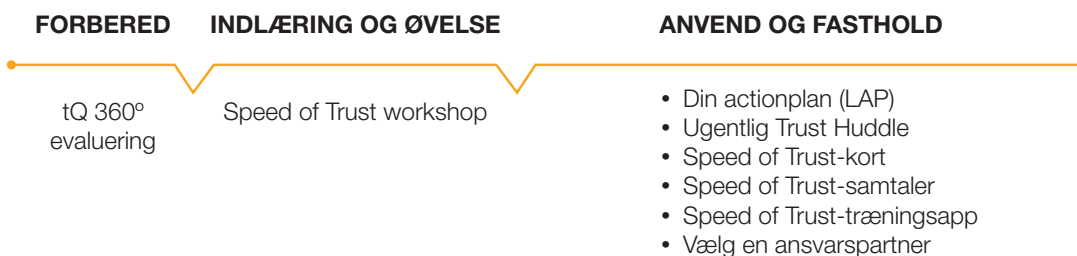 FORBERED
INDLÆRING OG ØVELSE
ANVEND OG FASTHOLD
tQ 360º
evaluering
Speed of Trust workshop
• Din actionplan (LAP)
• Ugentlig Trust Huddle
• Speed of Trust-kort
• Speed of Trust-samtaler
• Speed of Trust-træningsapp
• Vælg en ansvarspartner